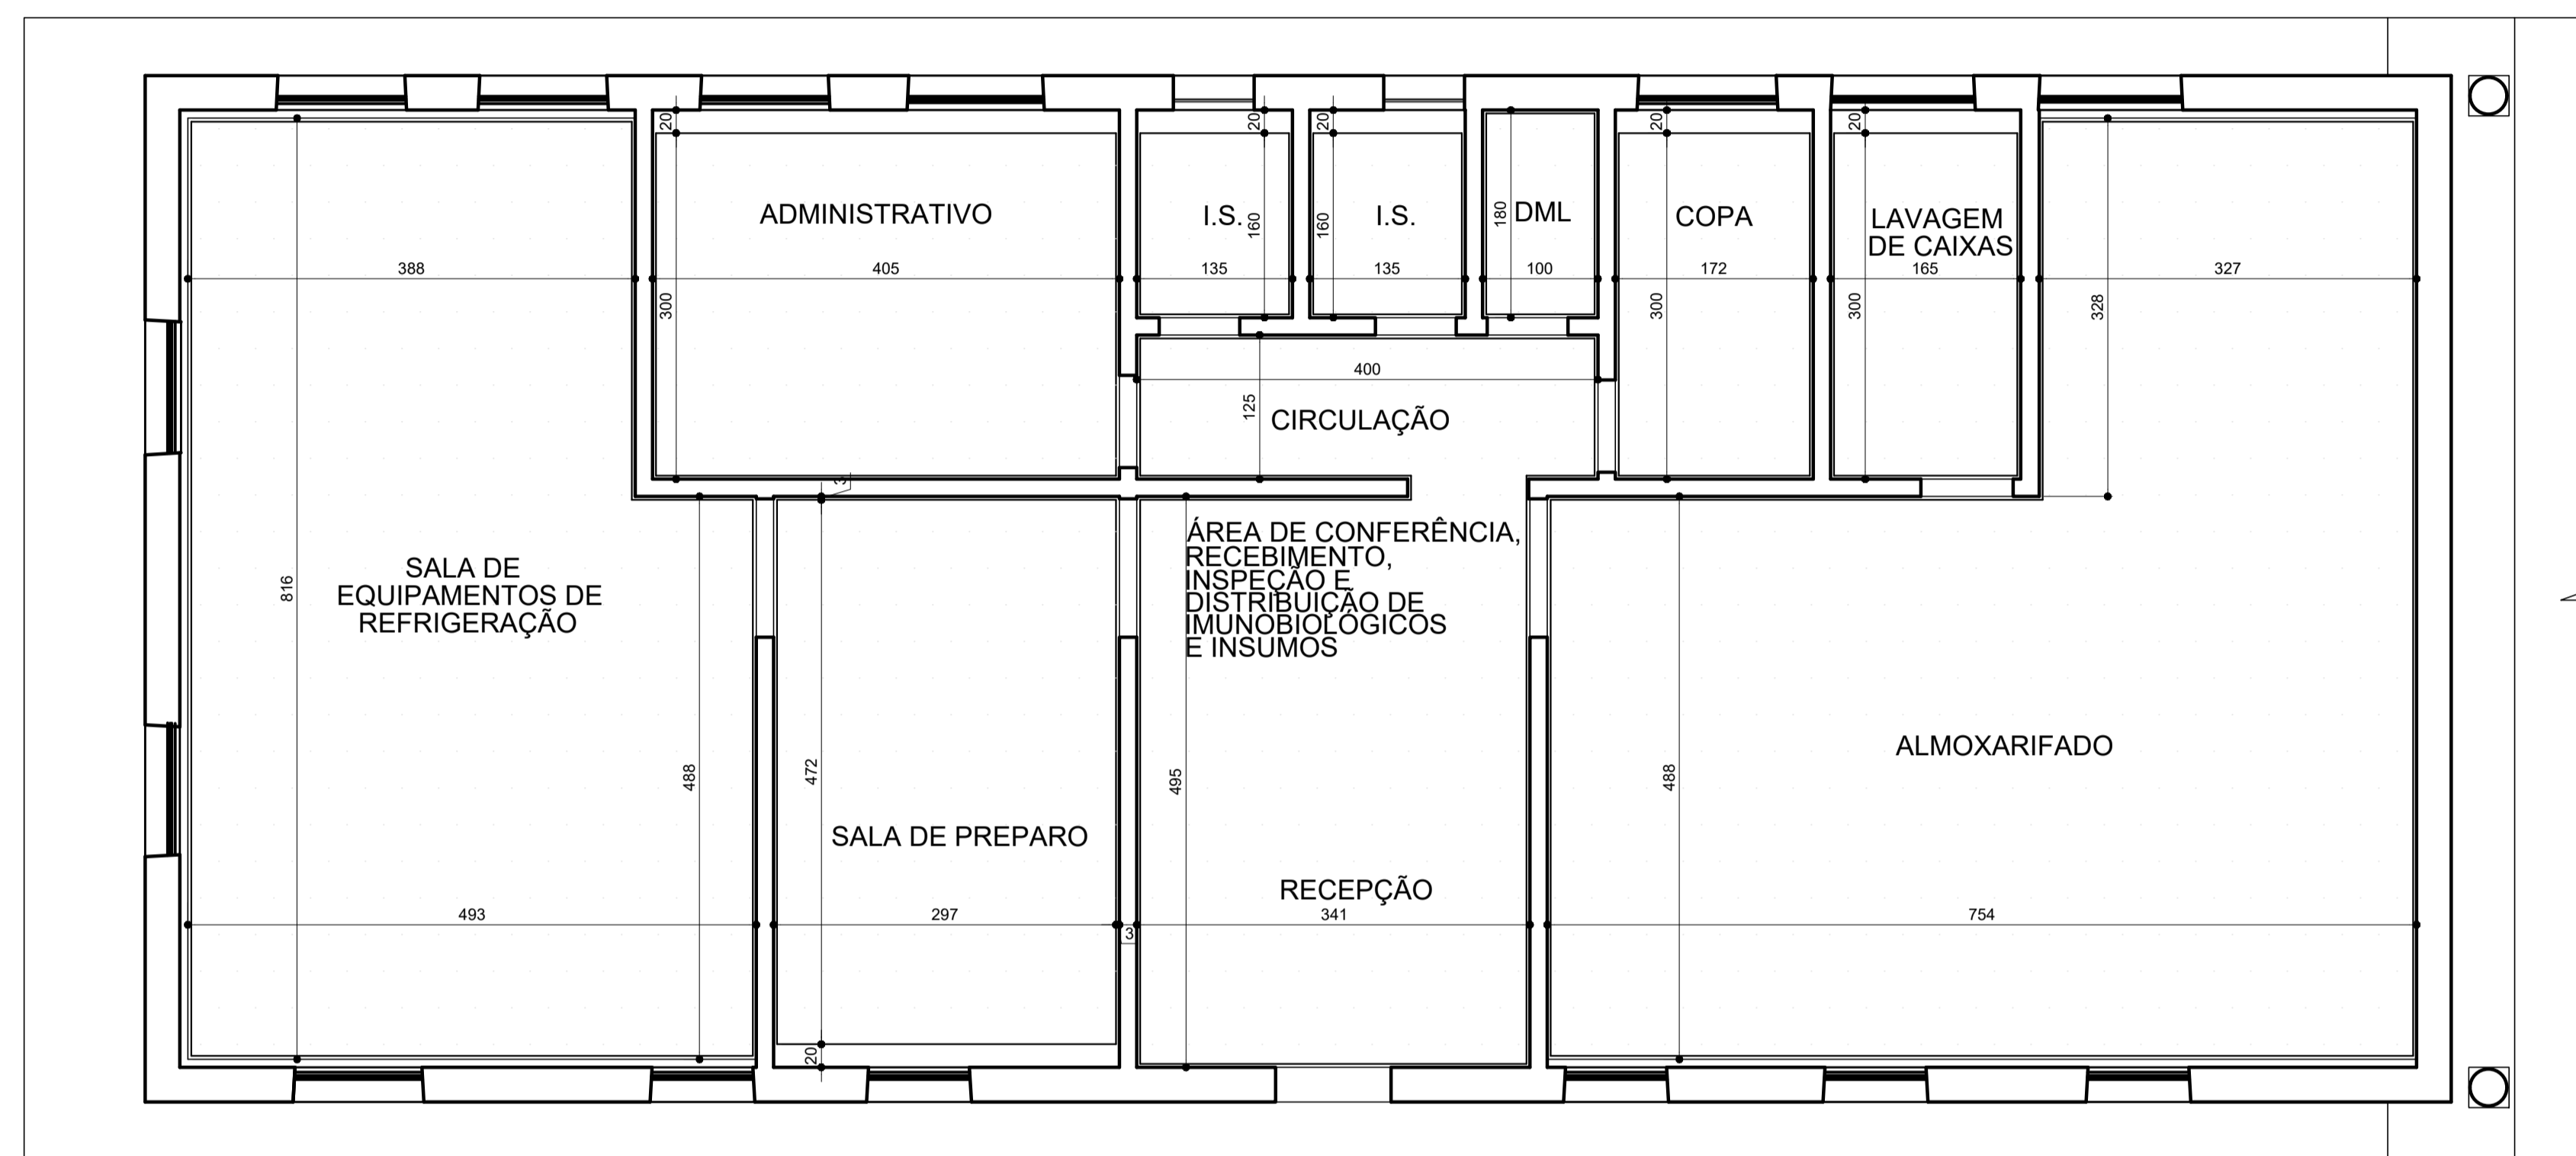 20
20
20
20
20
ADMINISTRATIVO
I.S.
160
160
I.S.
180
DML
COPA
LAVAGEM
DE CAIXAS
388
405
135
135
100
172
165
327
300
300
300
328
400
125
CIRCULAÇÃO
3
ÁREA DE CONFERÊNCIA,
RECEBIMENTO,
INSPEÇÃO E
DISTRIBUIÇÃO DE
IMUNOBIOLÓGICOS
E INSUMOS
SALA DE
EQUIPAMENTOS DE
REFRIGERAÇÃO
816
488
472
495
488
ALMOXARIFADO
SALA DE PREPARO
RECEPÇÃO
493
297
3
341
754
20